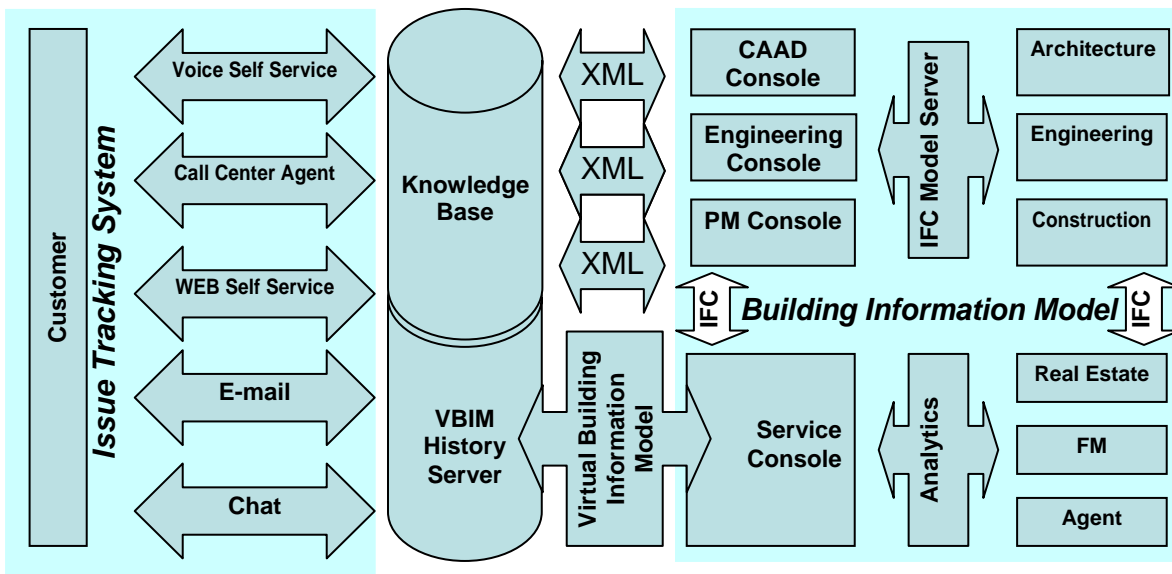 Customer
Issue Tracking System
Voice Self Service
Call Center Agent
WEB Self Service
E-mail
Chat
Knowledge
Base
VBIM
History
Server
XML
XML
XML
Virtual Building
Information
Model
CAAD
Console
Engineering
Console
PM Console
IFC Model Server
Architecture
Engineering
Construction
IFC
Building Information Model
IFC
Service
Console
Analytics
Real Estate
FM
Agent